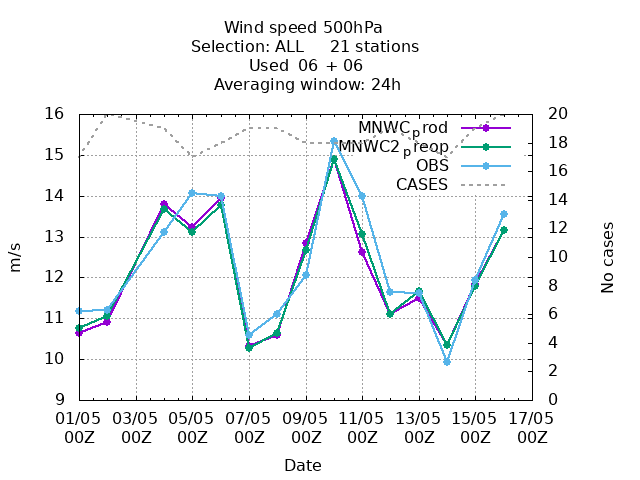 Wind speed 500hPa
Selection: ALL 21 stations
Used 06 + 06
Averaging window: 24h
16 20
MNWCprod
18
15 MNWC2preop
OBS 16
CASES
14 14
13 12
10
12 8
11 6
4
10 2
9 0
m/s
No cases
01/05 03/05 05/05 07/05 09/05 11/05 13/05 15/05 17/05
00Z 00Z 00Z 00Z 00Z 00Z 00Z 00Z 00Z
Date